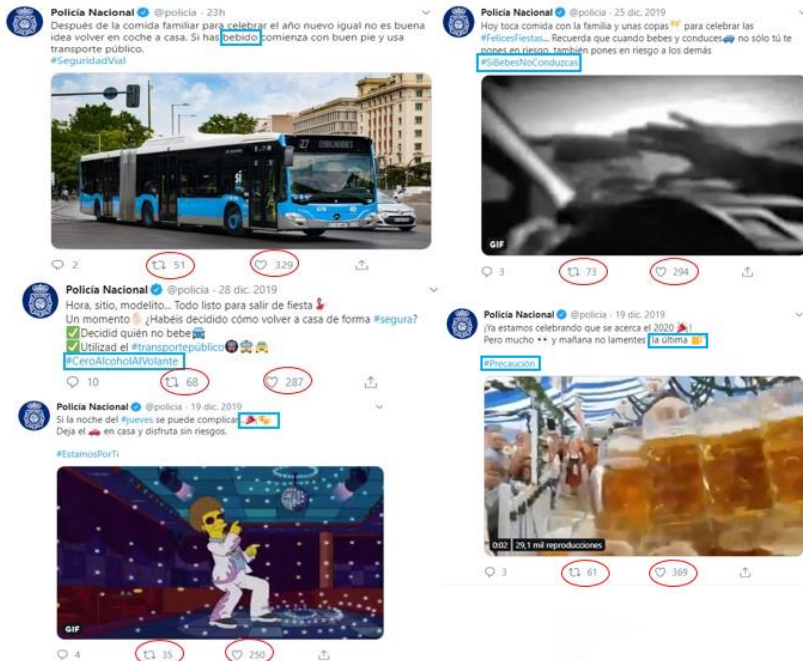 Policía Nacional @policia · 23h
Después de la comida familiar para celebrar el año nuevo igual no es buena
idea volver en coche a casa. Si has bebido comienza con buen pie y usa
transporte público.
#SeguridadVial
27
2 51 329
Policía Nacional @policia · 28 dic. 2019
Hora, sitio, modelito... Todo listo para salir de fiesta💃
Un momento✋🏻 ¿Habéis decidido cómo volver a casa de forma #segura?
✅Decidid quién no bebe🚘
✅Utilizad el #transportepúblico🚇🚖
#CeroAlcoholAlVolante
10 68 287
Policía Nacional @policia · 19 dic. 2019
Si la noche del #jueves se puede complicar...🎉🍻
Deja el 🚗 en casa y disfruta sin riesgos.
#EstamosPorTi
GIF
4 35 250
Policía Nacional @policia · 25 dic. 2019
Hoy toca comida con la familia y unas copas🥂 para celebrar las
#FelicesFiestas... Recuerda que cuando bebes y conduces🚙 no sólo tú te
pones en riesgo, también pones en riesgo a los demás
#SiBebesNoConduzcas
GIF
3 73 294
Policía Nacional @policia · 19 dic. 2019
¡Ya estamos celebrando que se acerca el 2020 🎉!
Pero mucho 👀 y mañana no lamentes la última 🍺
#Precaución
0:02 29,1 mil reproducciones
3 61 369